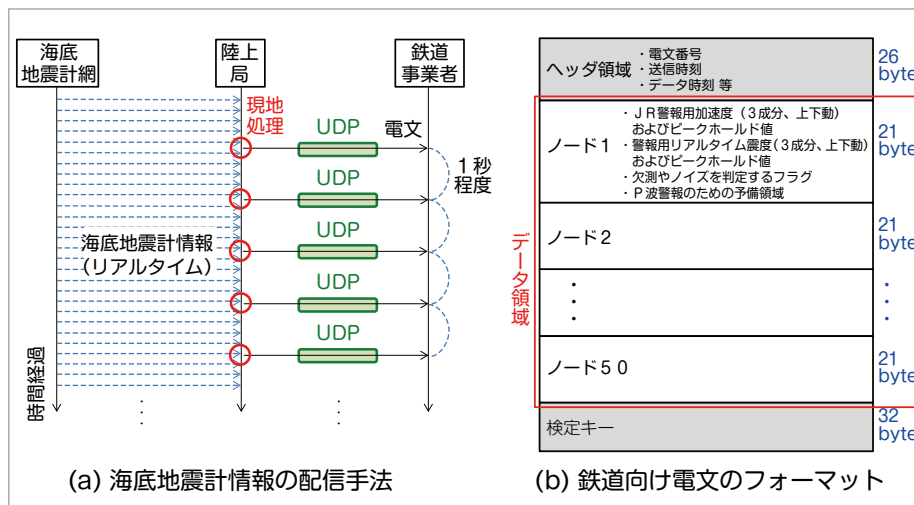 海底
地震計網
陸上
局
鉄道
事業者
現地
処理
UDP
電文
1秒
程度
UDP
海底地震計情報
(リアルタイム)
UDP
UDP
UDP
時間経過
(a) 海底地震計情報の配信手法
ヘッダ領域
・電文番号
・送信時刻
・データ時刻 等
26
byte
ノード1
・JR警報用加速度(3成分、上下動)
およびピークホールド値
・警報用リアルタイム震度(3成分、上下動)
およびピークホールド値
・欠測やノイズを判定するフラグ
・P波警報のための予備領域
21
byte
ノード2
21
byte
データ領域
ノード50
21
byte
検定キー
32
byte
(b) 鉄道向け電文のフォーマット